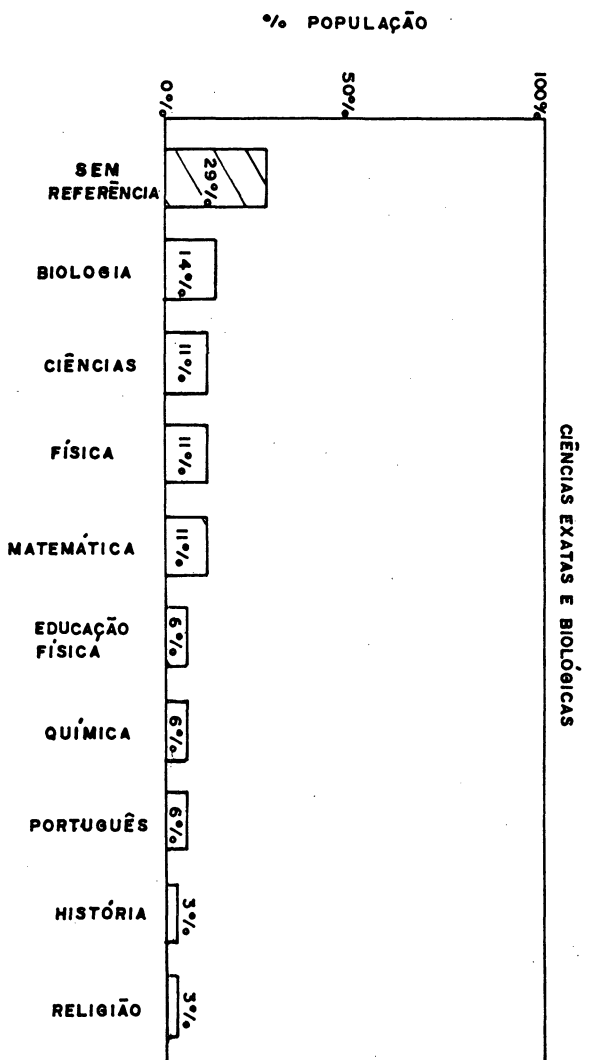 % POPULAÇÃO
100%
50%
0%
CIÊNCIAS EXATAS E BIOLÓGICAS
SEM
REFERÊNCIA
29%
BIOLOGIA
14%
CIÊNCIAS
11%
FÍSICA
11%
MATEMÁTICA
11%
EDUCAÇÃO
FÍSICA
6%
QUÍMICA
6%
PORTUGUÊS
6%
HISTÓRIA
3%
RELIGIÃO
3%